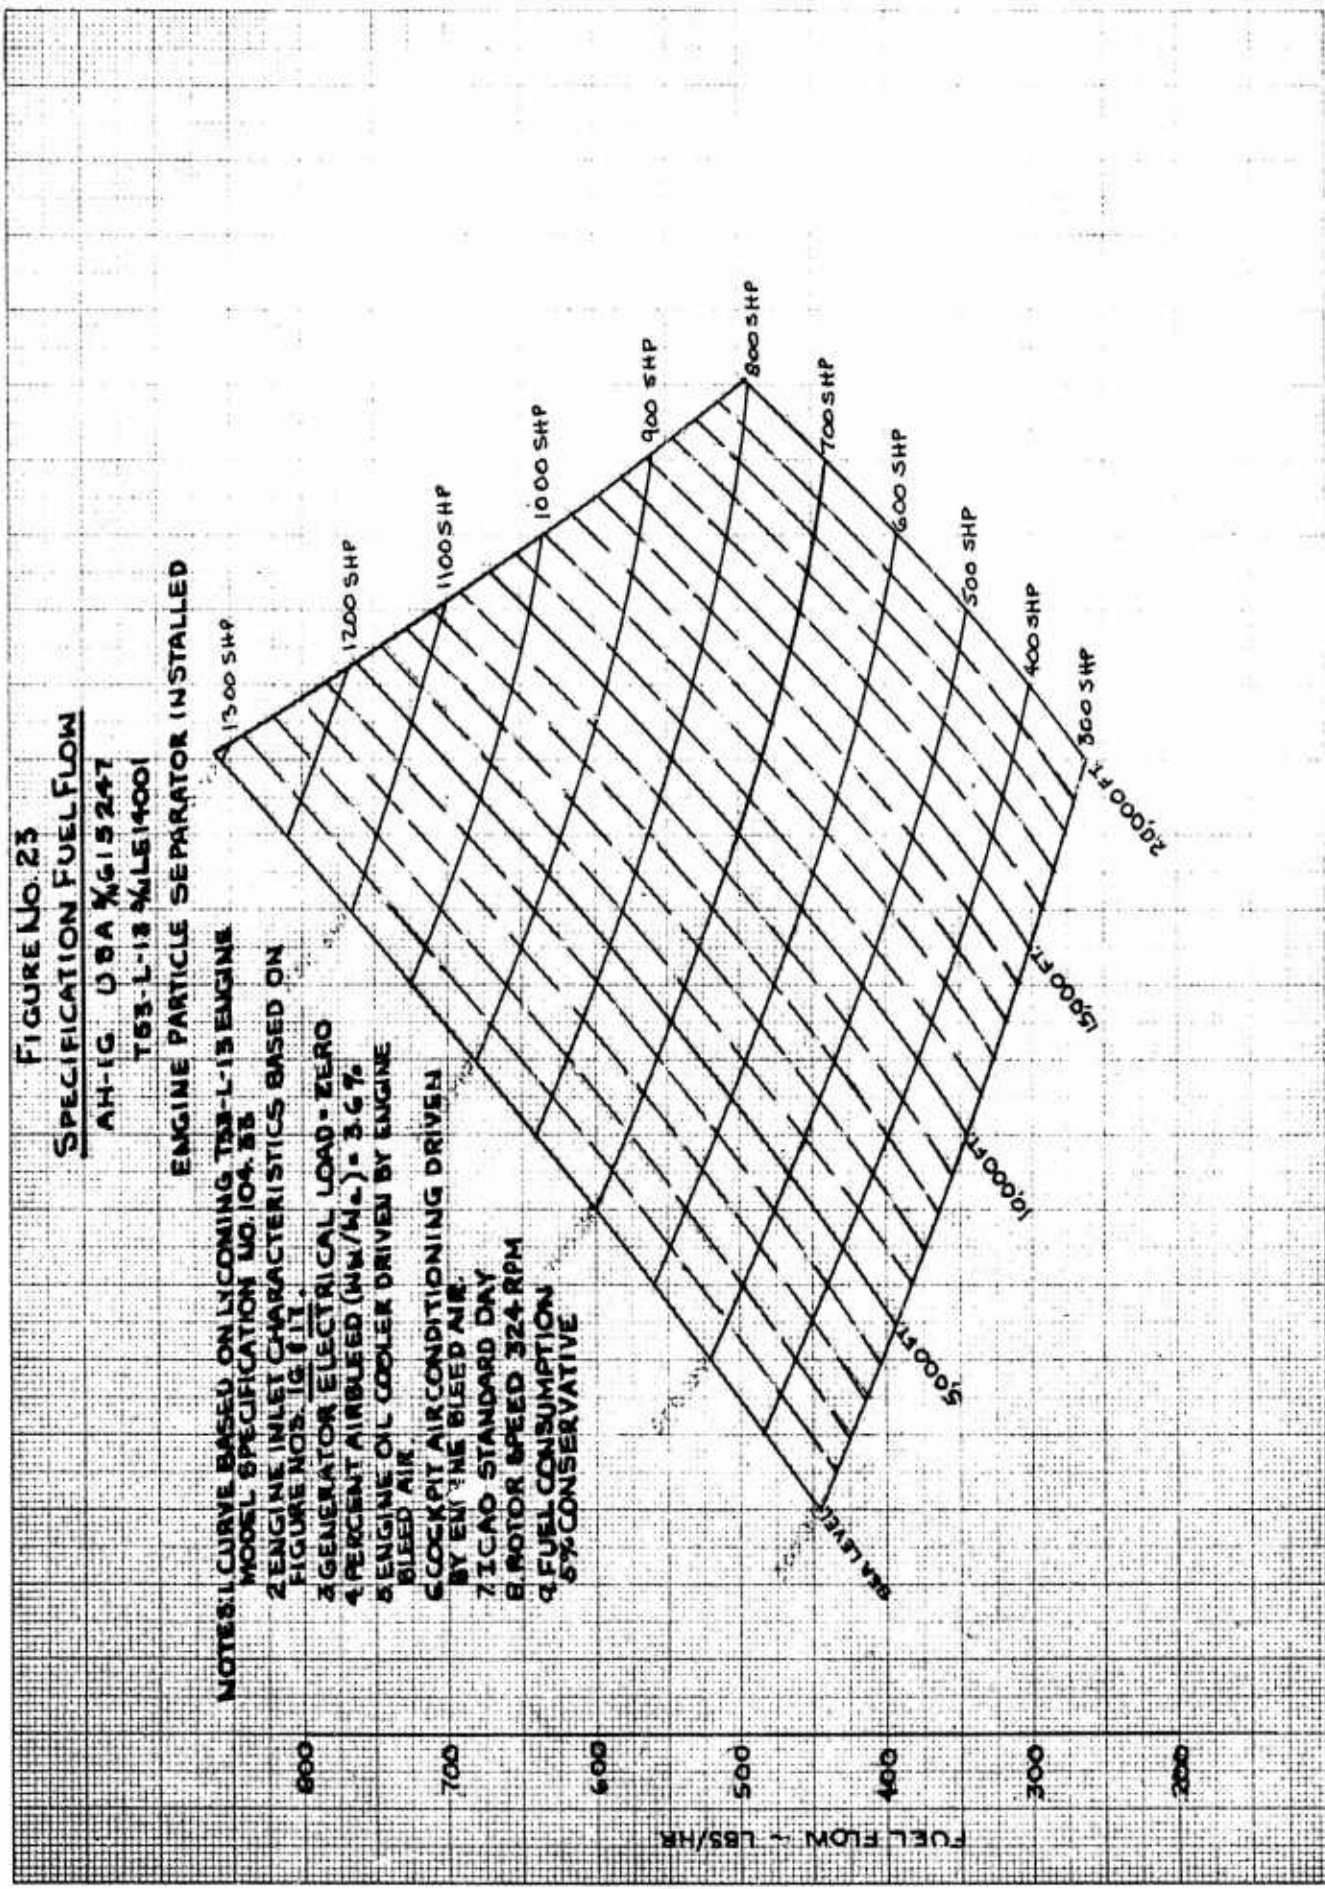 FIGURE NO. 23
SPECIFICATION FUEL FLOW
AH-1G USA S/N 615247
T53-L-13 S/N LE14001
ENGINE PARTICLE SEPARATOR INSTALLED
NOTES: 1. CURVE BASED ON LYCOMING T53-L-13 ENGINE
MODEL SPECIFICATION NO. 104.33
2 ENGINE INLET CHARACTERISTICS BASED ON
FIGURE NOS. 16 & 17.
3 GENERATOR ELECTRICAL LOAD = ZERO
4 PERCENT AIRBLEED (Ww/Wa) = 3.6 %
5 ENGINE OIL COOLER DRIVEN BY ENGINE
BLEED AIR
6 COCKPIT AIRCONDITIONING DRIVEN
BY ENGINE BLEED AIR.
7 ICAO STANDARD DAY
8 ROTOR SPEED 324 RPM
9 FUEL CONSUMPTION
5% CONSERVATIVE
1300 SHP
1200 SHP
1100 SHP
1000 SHP
900 SHP
800 SHP
700 SHP
600 SHP
500 SHP
400 SHP
300 SHP
SEA LEVEL
5,000 FT.
10,000 FT.
15,000 FT.
20,000 FT.
800
700
600
500
400
300
200
FUEL FLOW ~ LBS/HR